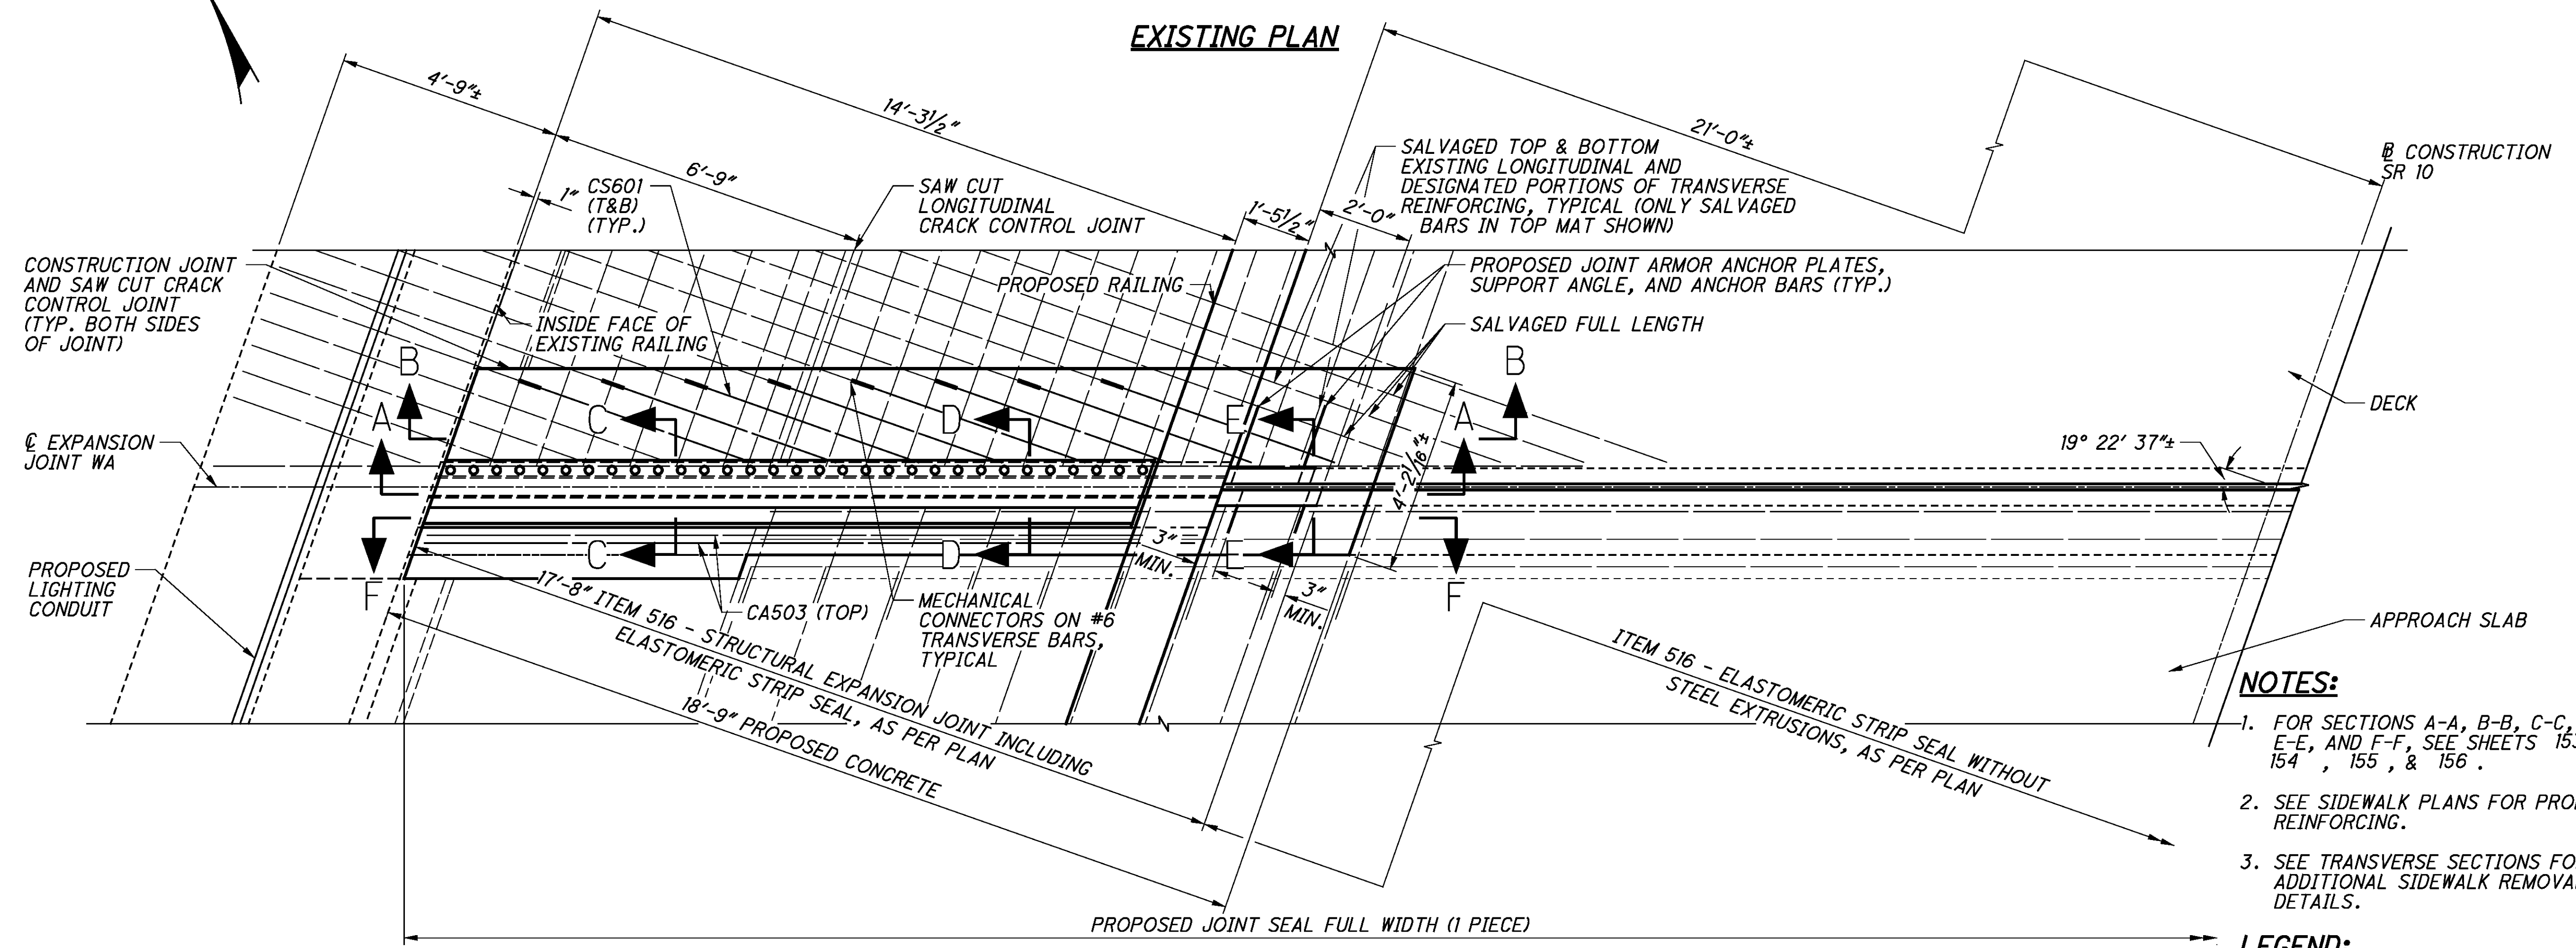 EXISTING PLAN
4'-9"±
14'-3½"
6'-9"
1"
21'-0"±
1'-5½"
2'-0"
CONSTRUCTION
SR 10
CS601
(T&B)
(TYP.)
SAW CUT
LONGITUDINAL
CRACK CONTROL JOINT
SALVAGED TOP & BOTTOM
EXISTING LONGITUDINAL AND
DESIGNATED PORTIONS OF TRANSVERSE
REINFORCING, TYPICAL (ONLY SALVAGED
BARS IN TOP MAT SHOWN)
CONSTRUCTION JOINT
AND SAW CUT CRACK
CONTROL JOINT
(TYP. BOTH SIDES
OF JOINT)
PROPOSED RAILING
PROPOSED JOINT ARMOR ANCHOR PLATES,
SUPPORT ANGLE, AND ANCHOR BARS (TYP.)
INSIDE FACE OF
EXISTING RAILING
SALVAGED FULL LENGTH
B
A
C
D
E
A
B
DECK
℄ EXPANSION
JOINT WA
19° 22' 37"±
4'-2 1/16"±
F
C
D
E
F
3"
MIN.
3"
MIN.
PROPOSED
LIGHTING
CONDUIT
CA503 (TOP)
MECHANICAL
CONNECTORS ON #6
TRANSVERSE BARS,
TYPICAL
APPROACH SLAB
17'-8" ITEM 516 - STRUCTURAL EXPANSION JOINT INCLUDING
ELASTOMERIC STRIP SEAL, AS PER PLAN
18'-9" PROPOSED CONCRETE
ITEM 516 - ELASTOMERIC STRIP SEAL WITHOUT
STEEL EXTRUSIONS, AS PER PLAN
PROPOSED JOINT SEAL FULL WIDTH (1 PIECE)
NOTES:
1. FOR SECTIONS A-A, B-B, C-C,
E-E, AND F-F, SEE SHEETS 153
154 , 155 , & 156 .
2. SEE SIDEWALK PLANS FOR PRO
REINFORCING.
3. SEE TRANSVERSE SECTIONS FO
ADDITIONAL SIDEWALK REMOVA
DETAILS.
LEGEND: